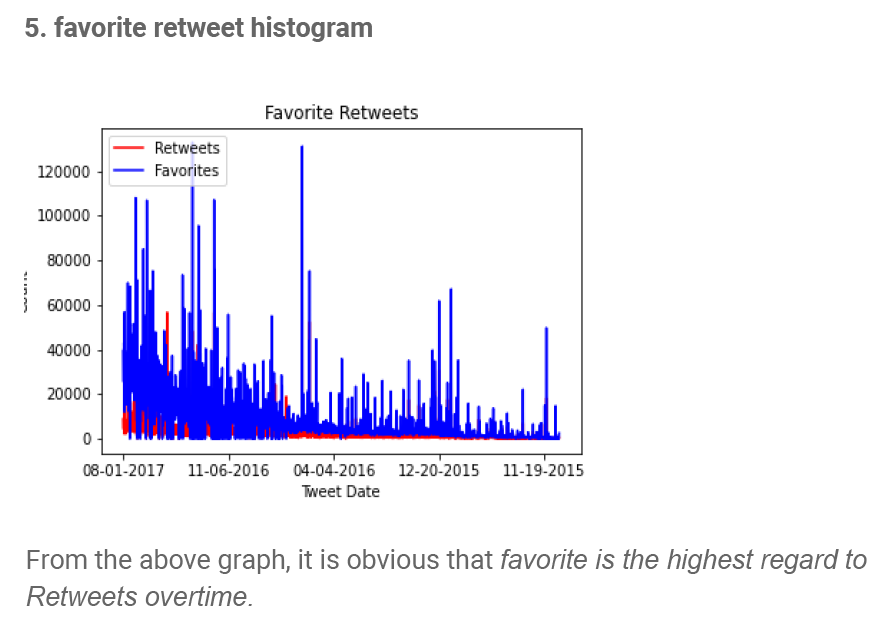 5. favorite retweet histogram
Favorite Retweets
Retweets
Favorites
120000
100000
80000
60000
40000
20000
0
08-01-2017 11-06-2016 04-04-2016 12-20-2015 11-19-2015
Tweet Date
From the above graph, it is obvious that favorite is the highest regard to
Retweets overtime.